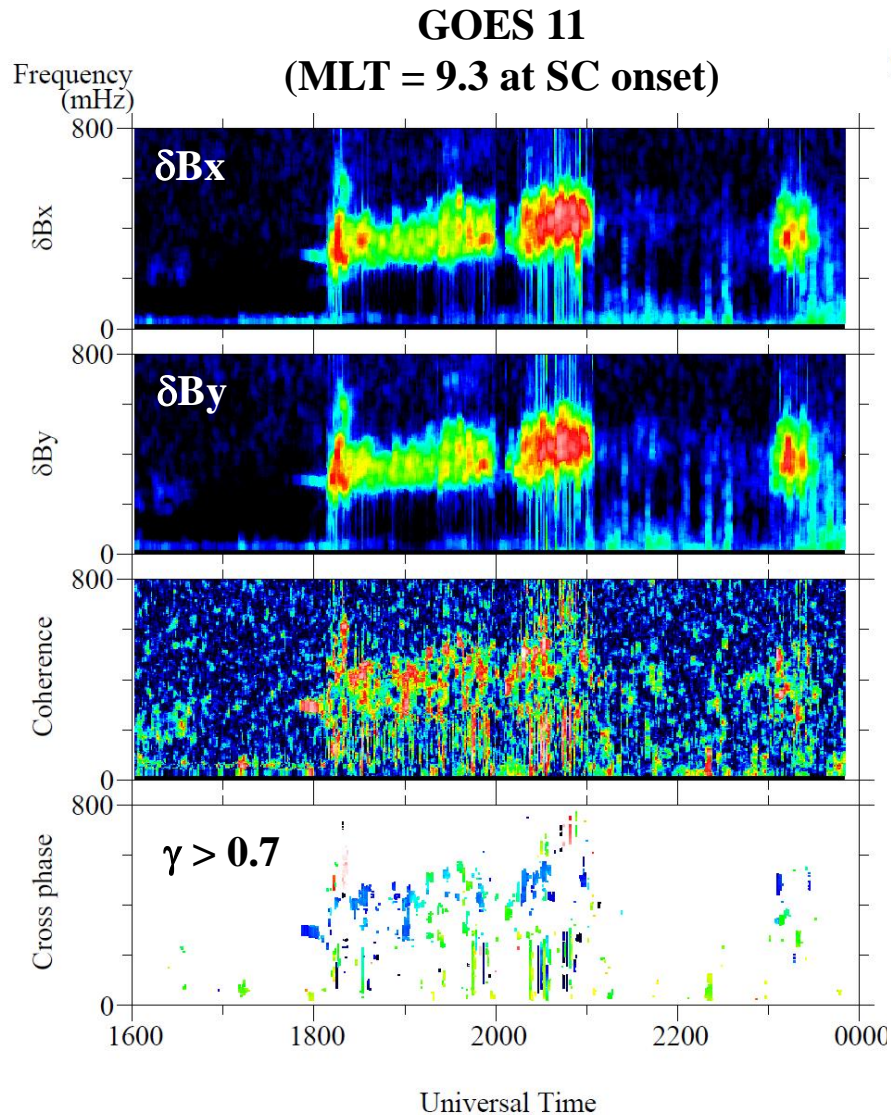 GOES 11
(MLT = 9.3 at SC onset)
Frequency
(mHz)
800
δBx
δBx
0
800
δBy
δBy
0
800
Coherence
0
800
γ > 0.7
Cross phase
0
1600 1800 2000 2200 0000
Universal Time